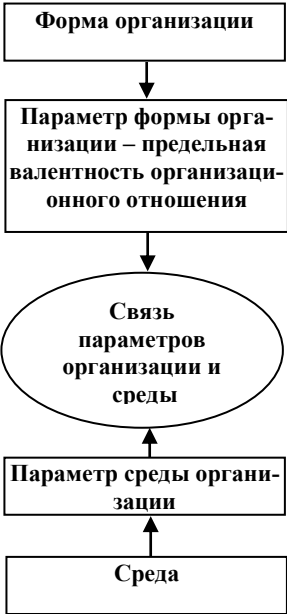 Форма организации
Параметр формы орга-
низации – предельная
валентность организаци-
онного отношения
Связь
параметров
организации и
среды
Параметр среды органи-
зации
Среда